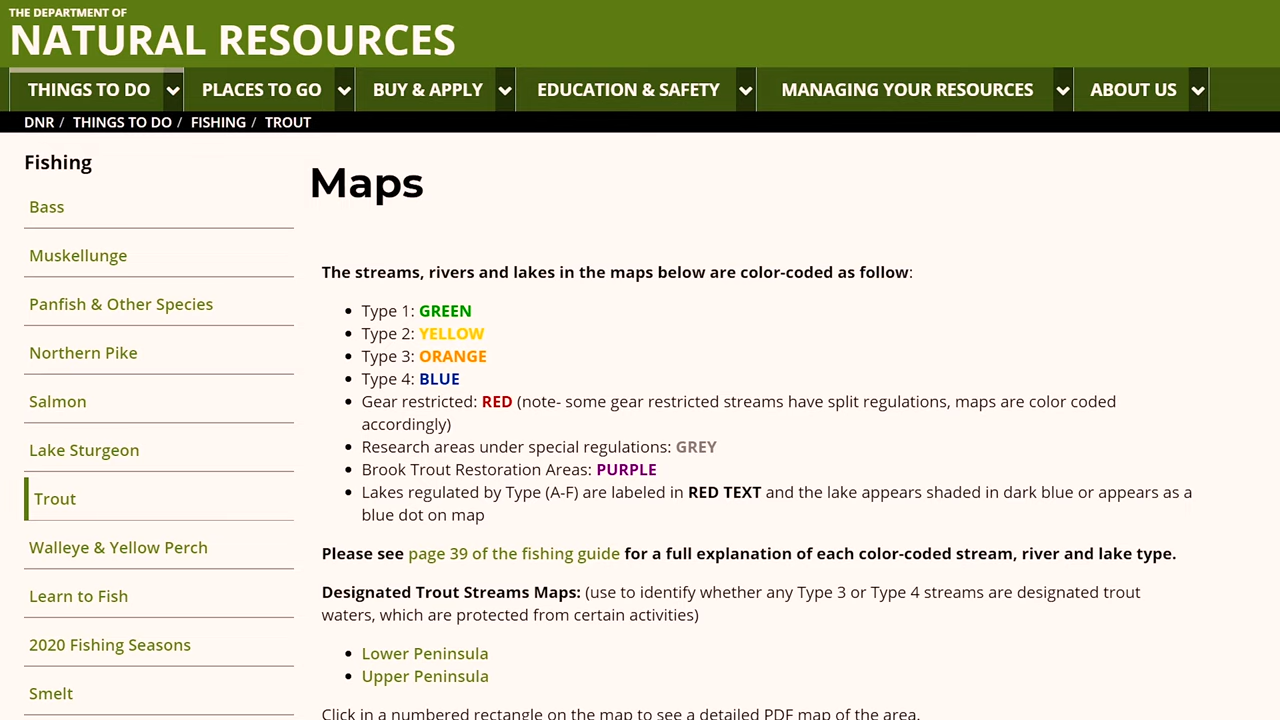 THE DEPARTMENT OF
NATURAL RESOURCES
THINGS TO DO PLACES TO GO BUY & APPLY EDUCATION & SAFETY MANAGING YOUR RESOURCES ABOUT US
DNR / THINGS TO DO / FISHING / TROUT
Fishing
Bass
Muskellunge
Panfish & Other Species
Northern Pike
Salmon
Lake Sturgeon
Trout
Walleye & Yellow Perch
Learn to Fish
2020 Fishing Seasons
Smelt
Maps
The streams, rivers and lakes in the maps below are color-coded as follow:
• Type 1: GREEN
• Type 2: YELLOW
• Type 3: ORANGE
• Type 4: BLUE
• Gear restricted: RED (note- some gear restricted streams have split regulations, maps are color coded
accordingly)
• Research areas under special regulations: GREY
• Brook Trout Restoration Areas: PURPLE
• Lakes regulated by Type (A-F) are labeled in RED TEXT and the lake appears shaded in dark blue or appears as a
blue dot on map
Please see page 39 of the fishing guide for a full explanation of each color-coded stream, river and lake type.
Designated Trout Streams Maps: (use to identify whether any Type 3 or Type 4 streams are designated trout
waters, which are protected from certain activities)
• Lower Peninsula
• Upper Peninsula
Click in a numbered rectangle on the map to see a detailed PDF map of the area.